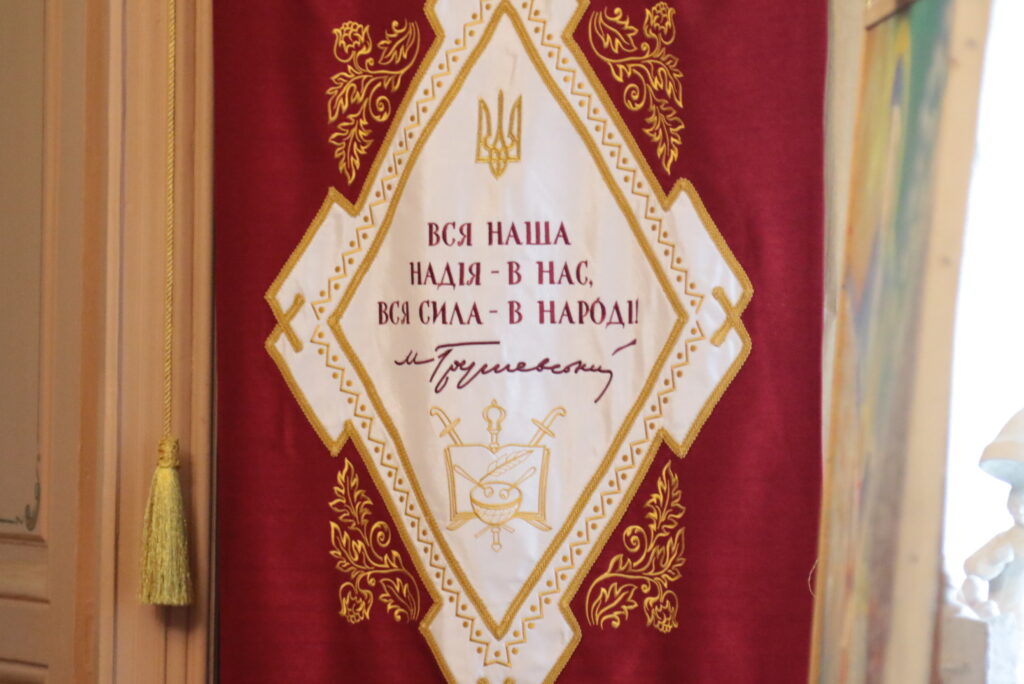 ВСЯ НАША
НАДІЯ - В НАС,
ВСЯ СИЛА - В НАРОДІ!
М Грушевський